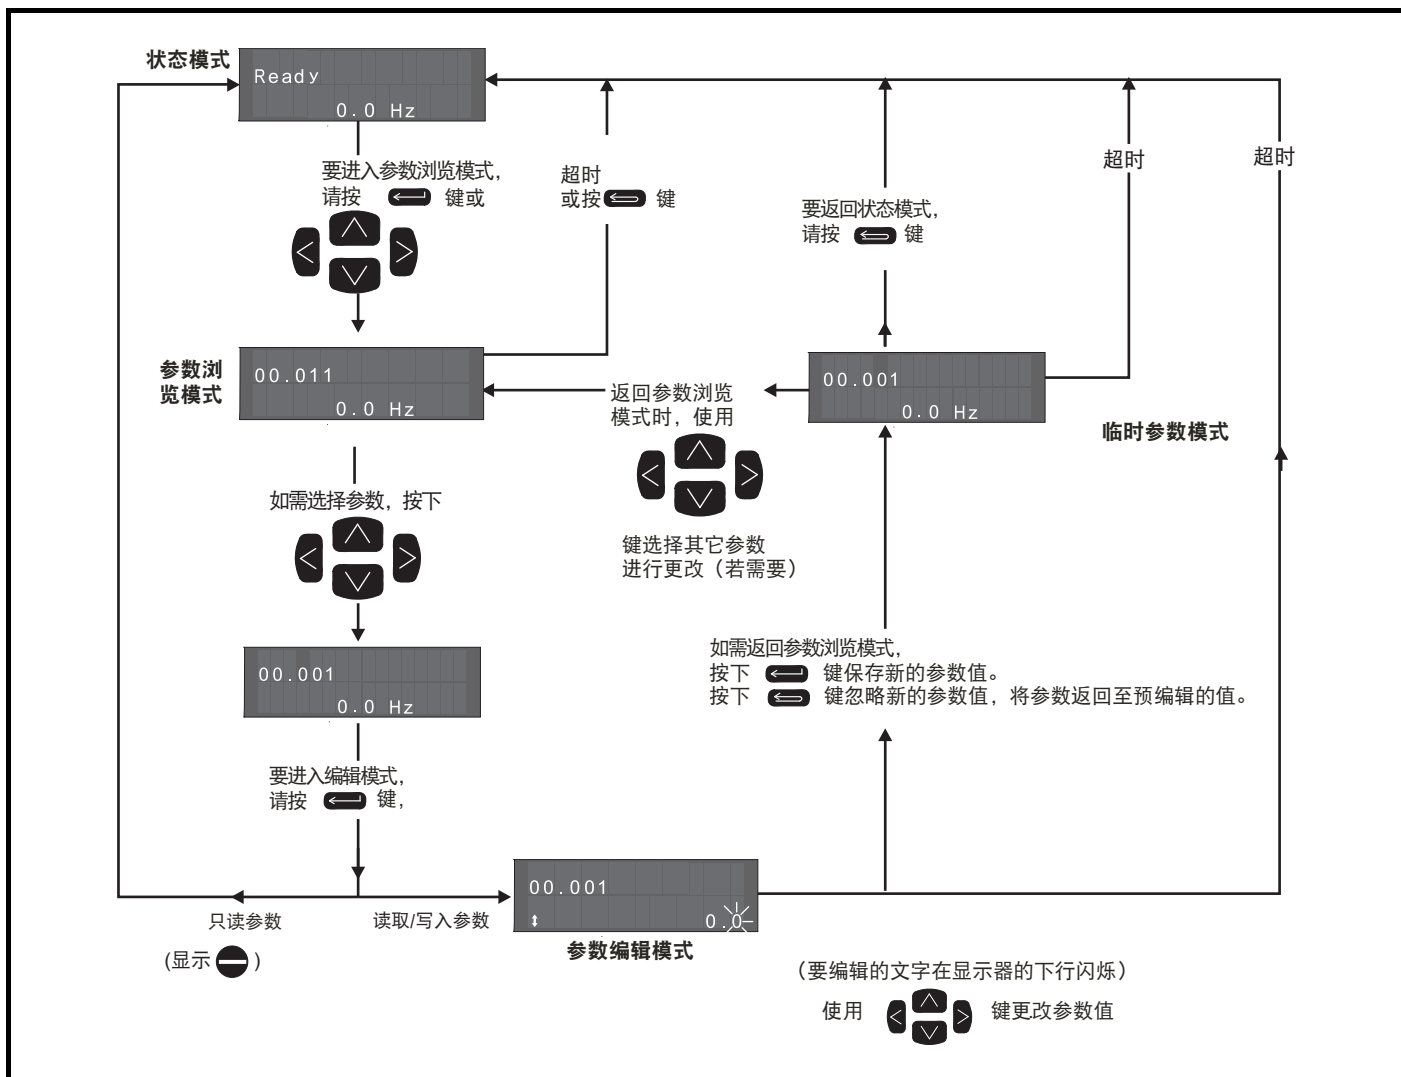 状态模式
Ready
0.0 Hz
要进入参数浏览模式，
请按 键或
超时
或按 键
要返回状态模式，
请按 键
超时
超时
参数浏
览模式
00.011
0.0 Hz
返回参数浏览
模式时，使用
键选择其它参数
进行更改（若需要）
00.001
0.0 Hz
临时参数模式
如需选择参数，按下
00.001
0.0 Hz
如需返回参数浏览模式，
按下 键保存新的参数值。
按下 键忽略新的参数值，将参数返回至预编辑的值。
要进入编辑模式，
请按 键，
只读参数
(显示 )
读取/写入参数
00.001
0.0
参数编辑模式
（要编辑的文字在显示器的下行闪烁）
使用 键更改参数值